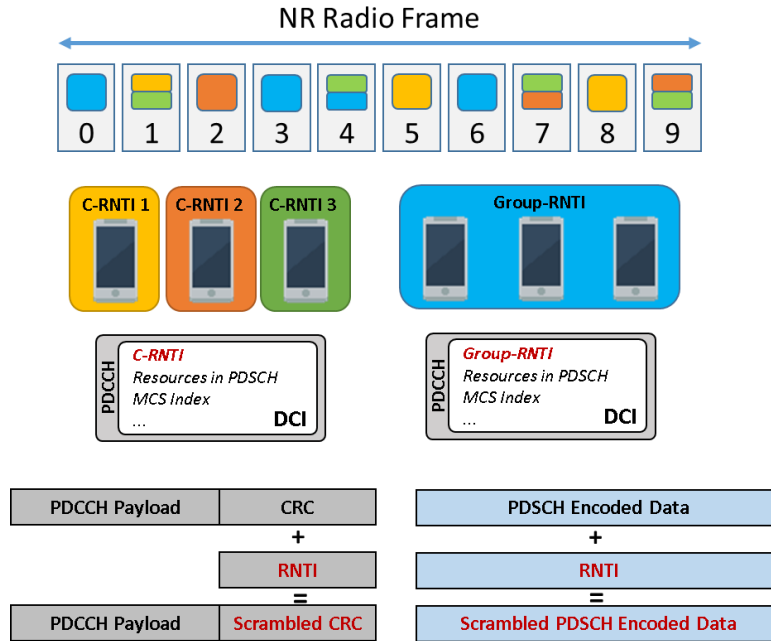 NR Radio Frame
0 1 2 3 4 5 6 7 8 9
C-RNTI 1 C-RNTI 2 C-RNTI 3 Group-RNTI
PDCCH
C-RNTI
Resources in PDSCH
MCS Index
...
DCI
PDCCH
Group-RNTI
Resources in PDSCH
MCS Index
...
DCI
PDCCH Payload CRC
+
RNTI
=
PDCCH Payload Scrambled CRC
PDSCH Encoded Data
+
RNTI
=
Scrambled PDSCH Encoded Data